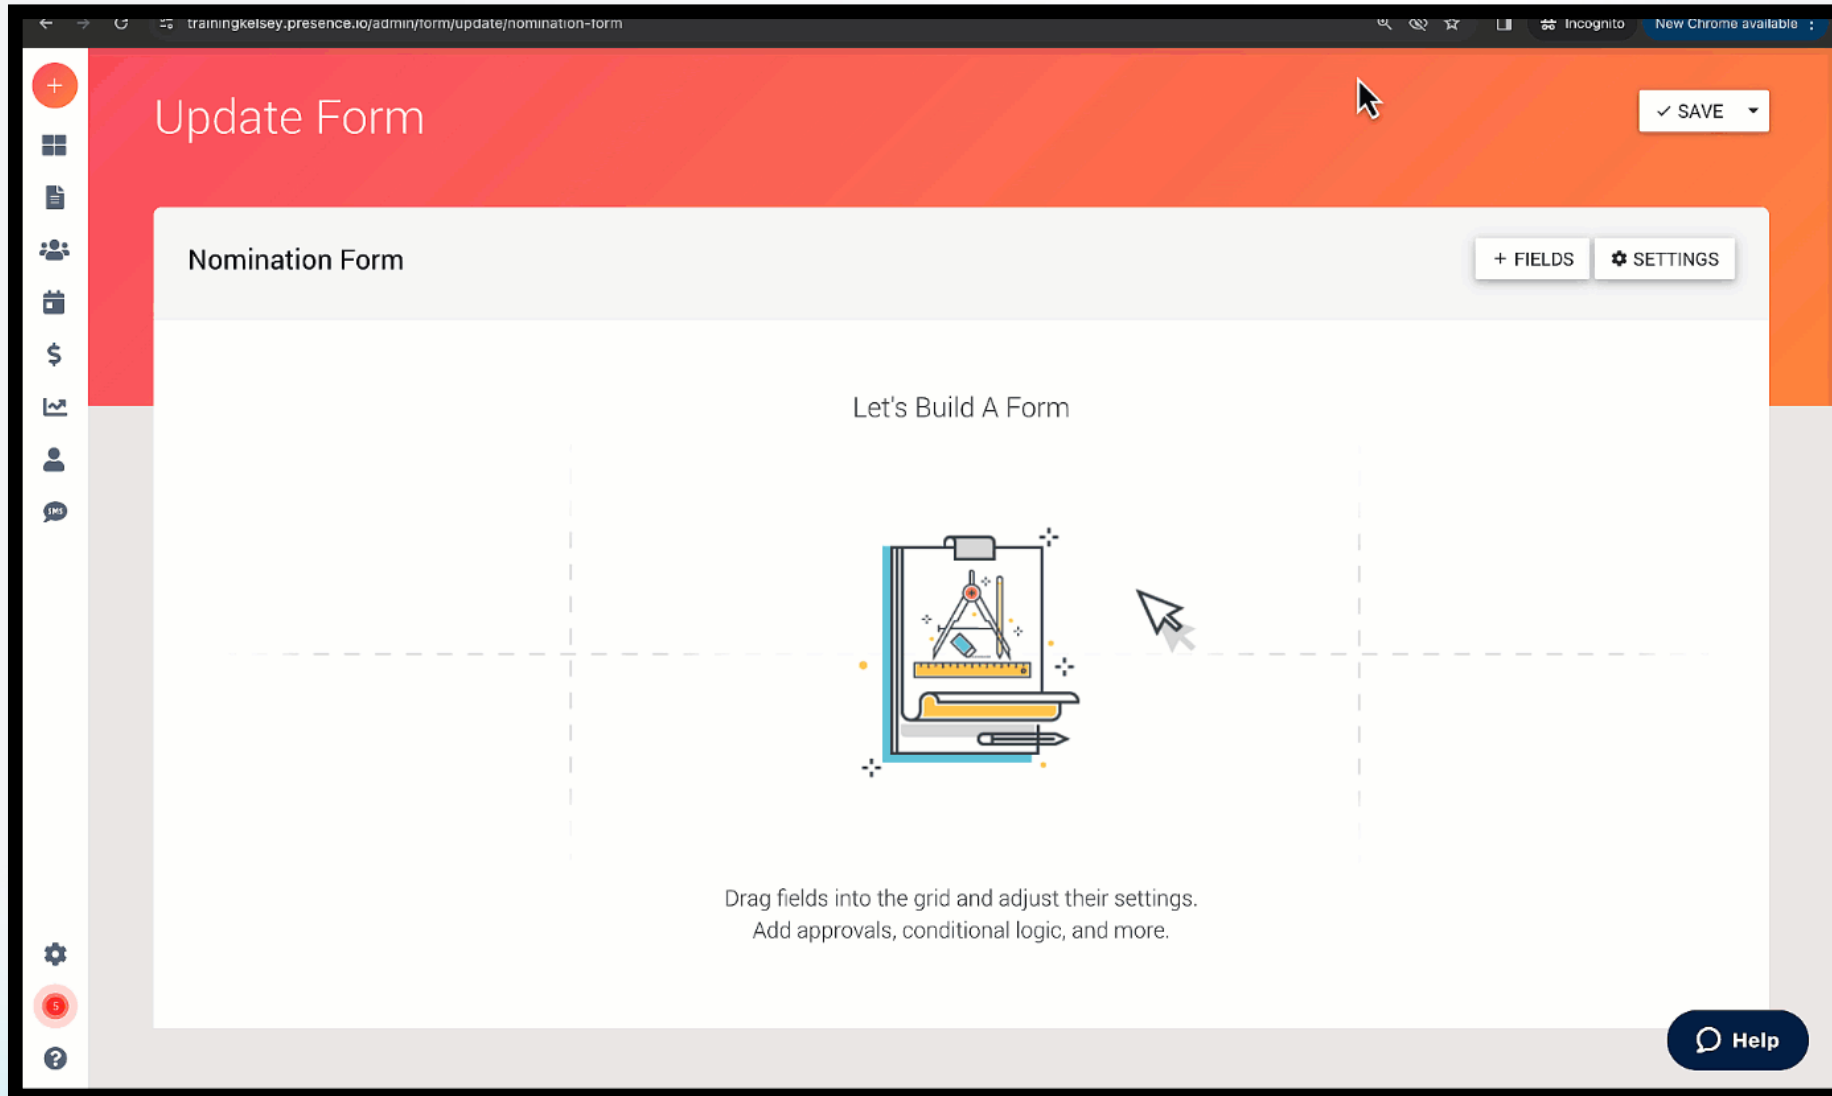 trainingkelsey.presence.io/admin/form/update/nomination-form
Incognito
New Chrome available
Update Form
SAVE
Nomination Form
+ FIELDS
SETTINGS
Let's Build A Form
SMS
Drag fields into the grid and adjust their settings.
Add approvals, conditional logic, and more.
5
Help